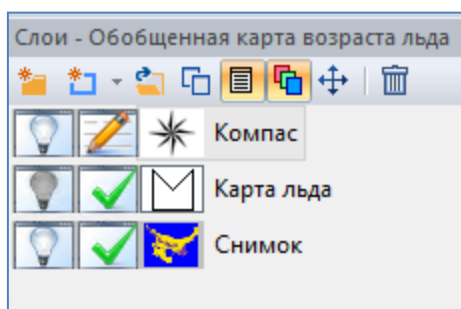 Слои - Обобщенная карта возраста льда
Компас
Карта льда
Снимок